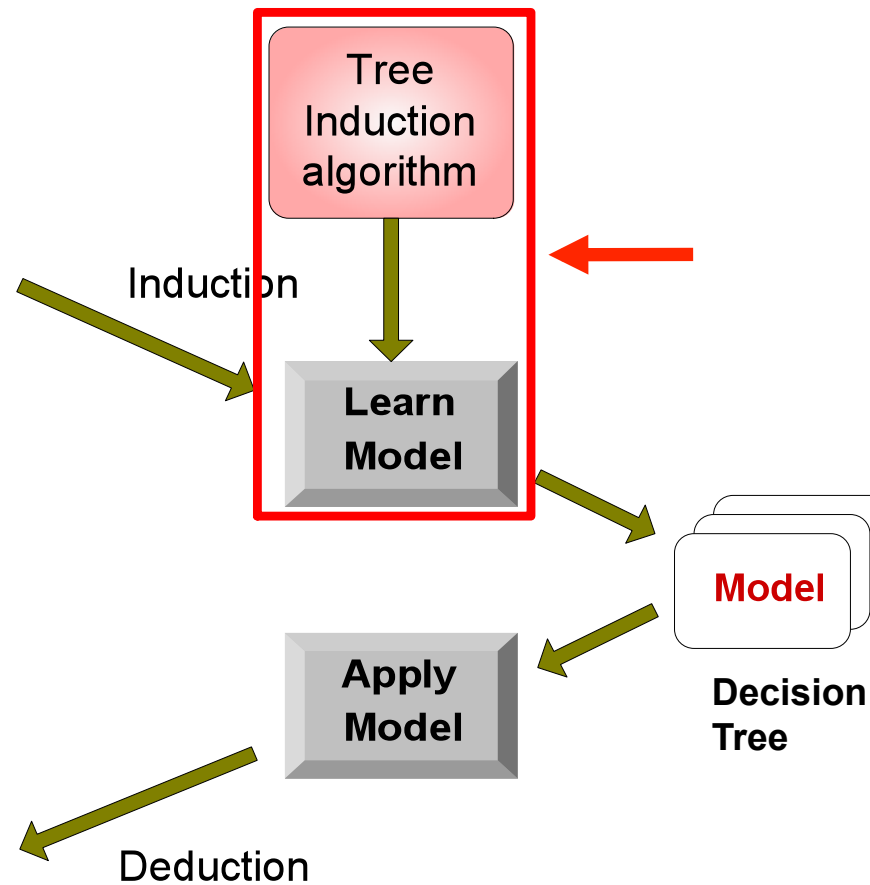 Tree
Induction
algorithm
Induction
Learn
Model
Model
Apply
Model
Decision
Tree
Deduction